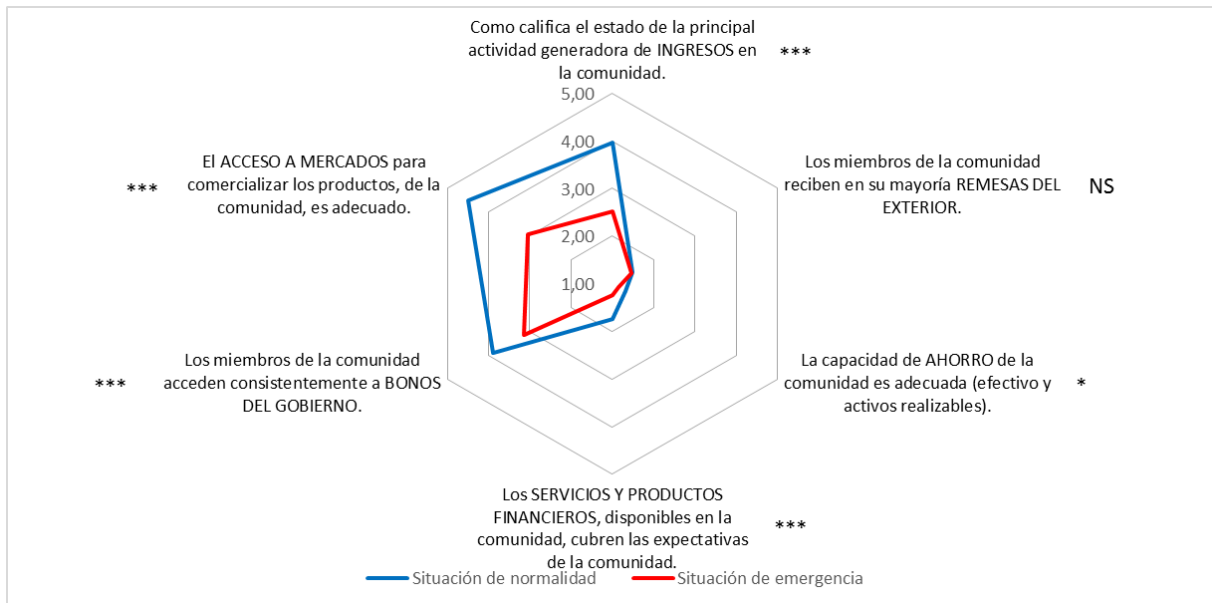 Como califica el estado de la principal
actividad generadora de INGRESOS en
la comunidad.
***
5,00
4,00
3,00
2,00
1,00
Los miembros de la comunidad
reciben en su mayoría REMESAS DEL
EXTERIOR.
NS
La capacidad de AHORRO de la
comunidad es adecuada (efectivo y
activos realizables).
*
Los SERVICIOS Y PRODUCTOS
FINANCIEROS, disponibles en la
comunidad, cubren las expectativas
de la comunidad.
***
Los miembros de la comunidad
acceden consistentemente a BONOS
DEL GOBIERNO.
***
El ACCESO A MERCADOS para
comercializar los productos, de la
comunidad, es adecuado.
***
Situación de normalidad
Situación de emergencia